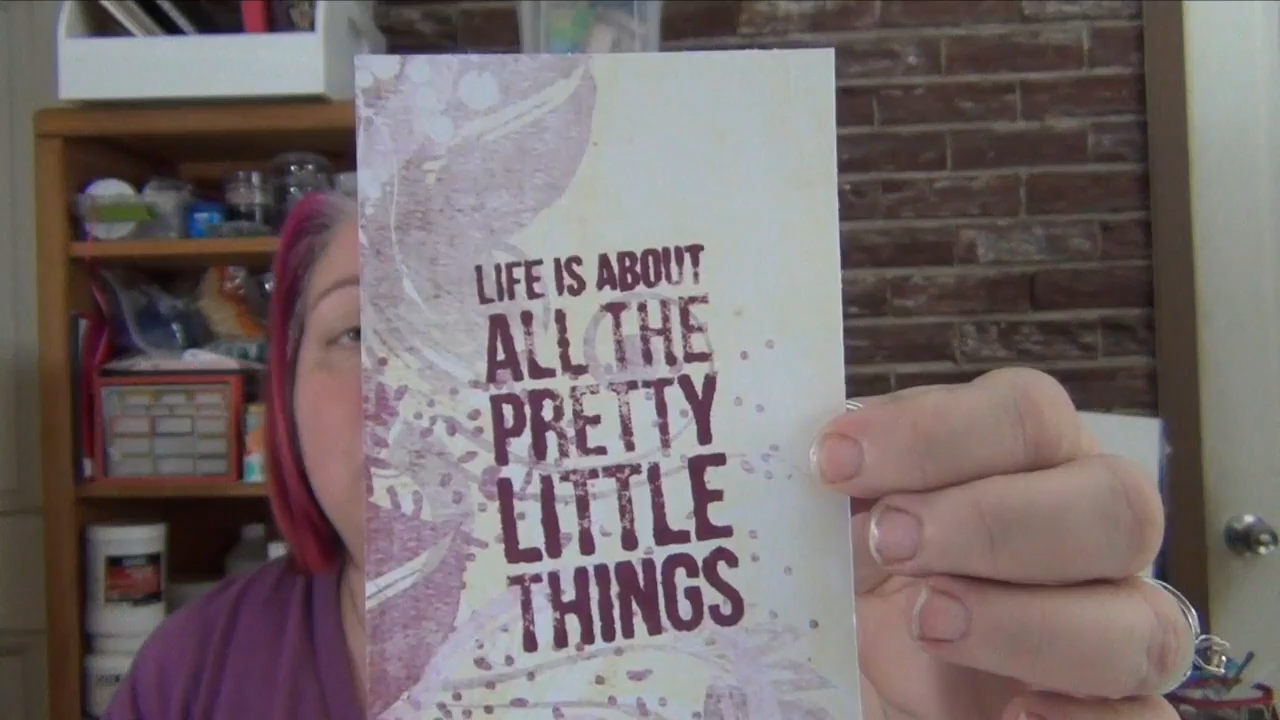 LIFE IS ABOUT
ALL THE
PRETTY
LITTLE
THINGS